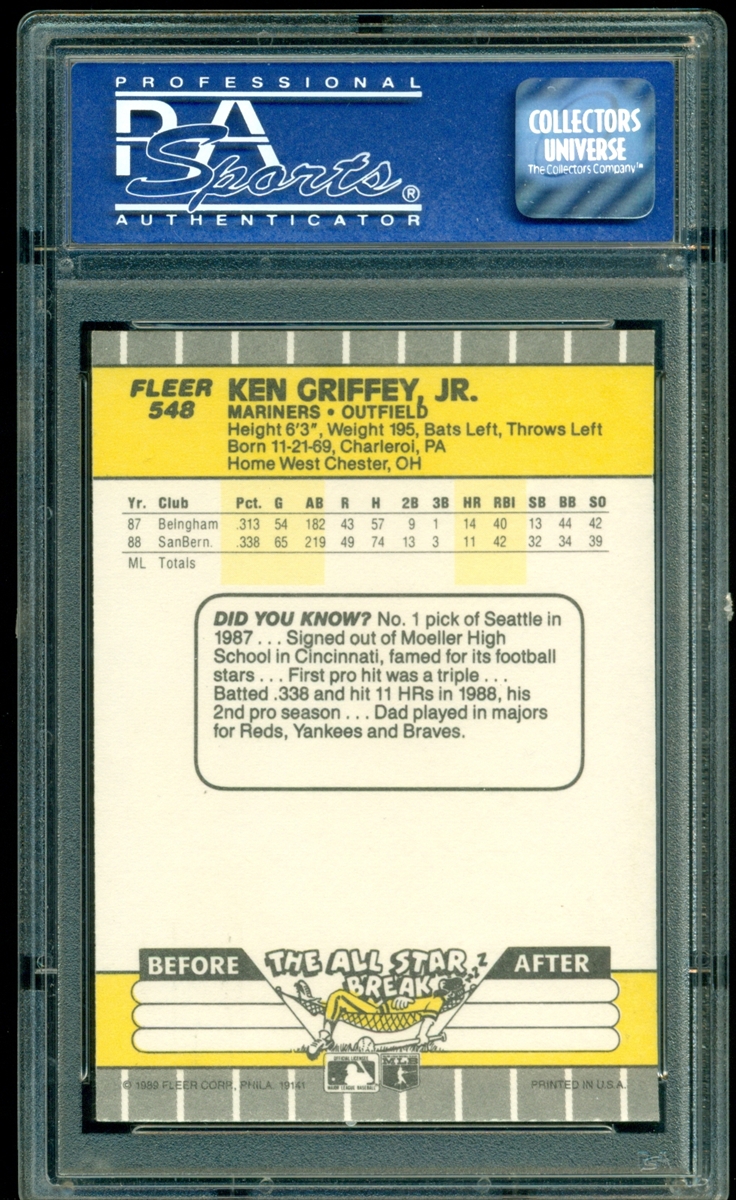 PROFESSIONAL
PSA
Sports®
AUTHENTICATOR
COLLECTORS
UNIVERSE
The Collectors Company™
FLEER
548
KEN GRIFFEY, JR.
MARINERS • OUTFIELD
Height 6'3", Weight 195, Bats Left, Throws Left
Born 11-21-69, Charleroi, PA
Home West Chester, OH
Yr. Club Pct. G AB R H 2B 3B HR RBI SB BB SO
87 Belngham .313 54 182 43 57 9 1 14 40 13 44 42
88 SanBern. .338 65 219 49 74 13 3 11 42 32 34 39
ML Totals
DID YOU KNOW? No. 1 pick of Seattle in
1987 . . . Signed out of Moeller High
School in Cincinnati, famed for its football
stars . . . First pro hit was a triple . . .
Batted .338 and hit 11 HRs in 1988, his
2nd pro season . . . Dad played in majors
for Reds, Yankees and Braves.
BEFORE
THE ALL STAR
BREAK
zzzZ
AFTER
© 1989 FLEER CORP., PHILA. 19141
OFFICIAL LICENSEE
MAJOR LEAGUE BASEBALL
MLB
PRINTED IN U.S.A.